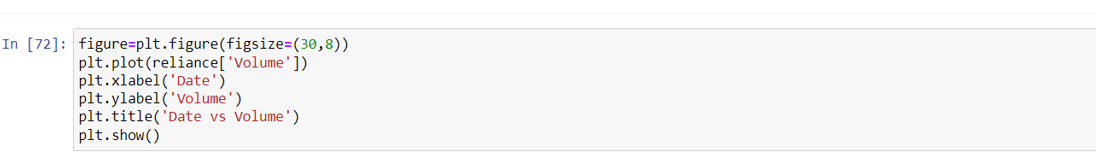 In [72]: figure=plt.figure(figsize=(30,8))
plt.plot(reliance['Volume'])
plt.xlabel('Date')
plt.ylabel('Volume')
plt.title('Date vs Volume')
plt.show()